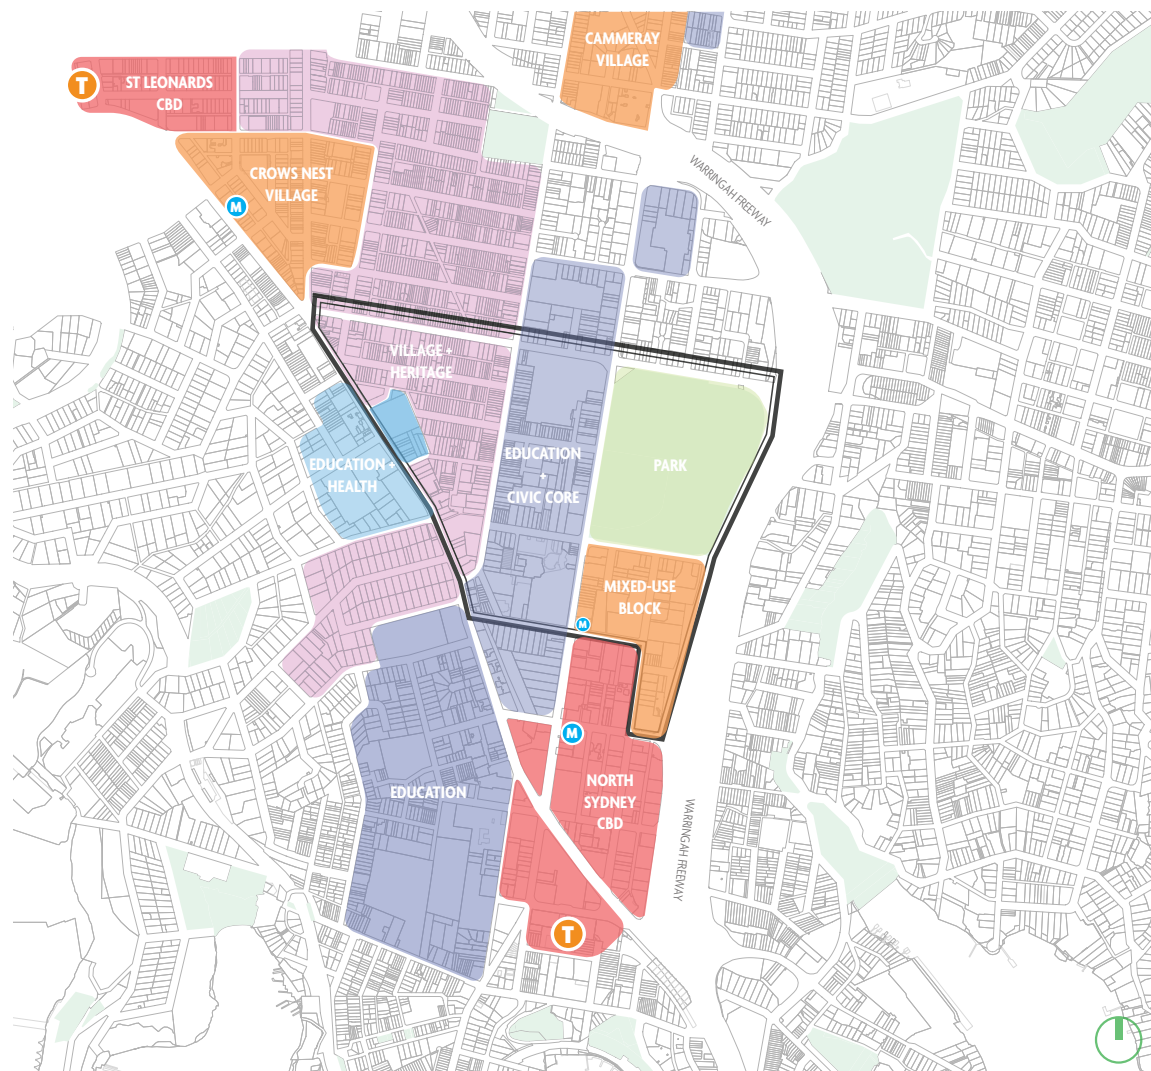 CAMMERAY
VILLAGE
T
ST LEONARDS
CBD
WARRINGAH FREEWAY
CROWS NEST
VILLAGE
M
VILLAGE +
HERITAGE
EDUCATION +
HEALTH
EDUCATION
+
CIVIC CORE
PARK
MIXED-USE
BLOCK
M
M
EDUCATION
NORTH
SYDNEY
CBD
WARRINGAH FREEWAY
T